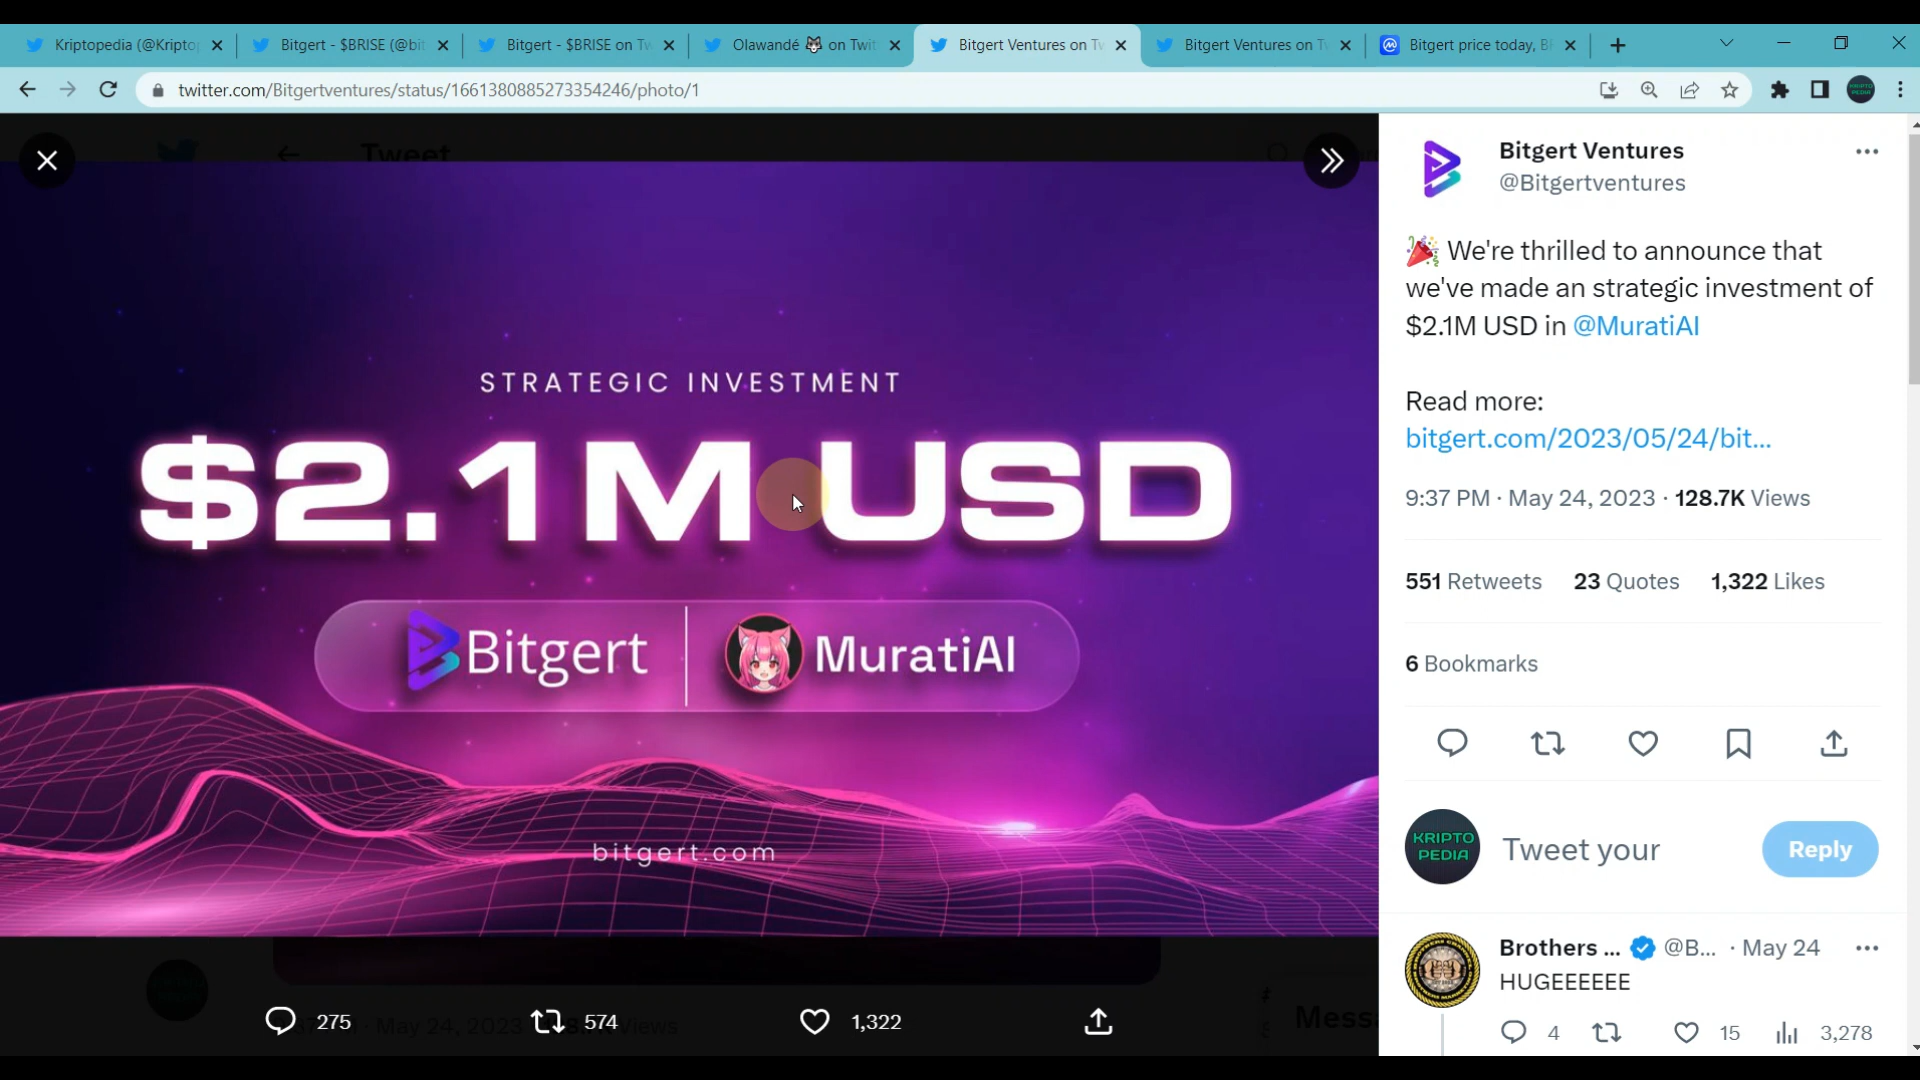 Kriptopedia (@Kripto
Bitgert - $BRISE (@bit
Bitgert - $BRISE on Tw
Olawandé 🐺 on Twit
Bitgert Ventures on Tw
Bitgert Ventures on T
Bitgert price today, B
twitter.com/Bitgertventures/status/1661380885273354246/photo/1
Tweet
STRATEGIC INVESTMENT
$2.1M USD
Bitgert
MuratiAI
bitgert.com
275
574
1,322
Bitgert Ventures
@Bitgertventures
🎉 We're thrilled to announce that
we've made an strategic investment of
$2.1M USD in @MuratiAI
Read more:
bitgert.com/2023/05/24/bit...
9:37 PM · May 24, 2023 · 128.7K Views
551 Retweets 23 Quotes 1,322 Likes
6 Bookmarks
KRIPTO
PEDIA
Tweet your
Reply
Brothers ... @B... · May 24
HUGEEEEEE
4
15
3,278